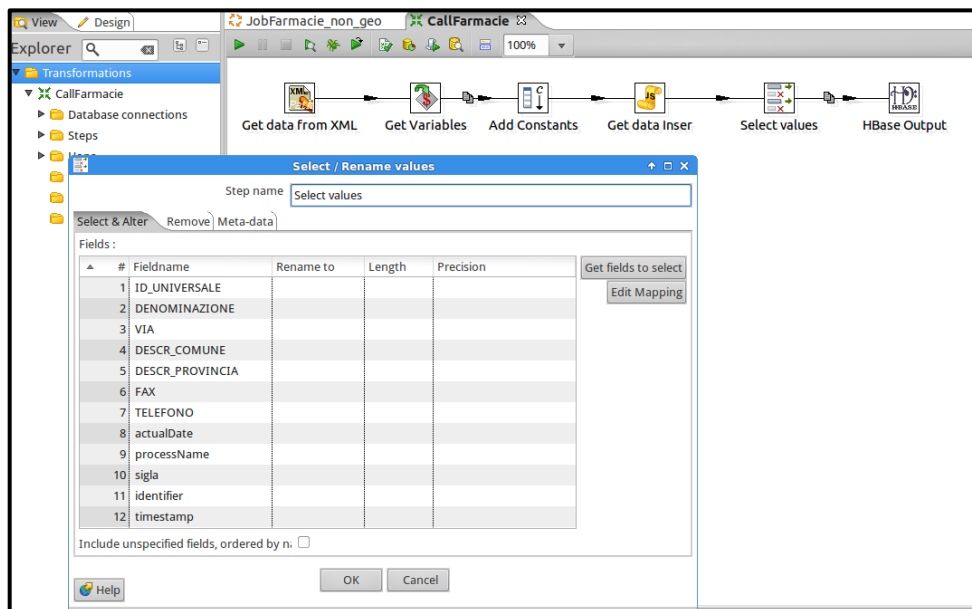 View Design
JobFarmacie_non_geo CallFarmacie
Explorer
100%
Transformations
CallFarmacie
Database connections
Steps
XML
C
JS
HBASE
Get data from XML Get Variables Add Constants Get data Inser Select values HBase Output
Select / Rename values
Step name Select values
Select & Alter Remove Meta-data
Fields :
# Fieldname Rename to Length Precision
Get fields to select
Edit Mapping
1 ID_UNIVERSALE
2 DENOMINAZIONE
3 VIA
4 DESCR_COMUNE
5 DESCR_PROVINCIA
6 FAX
7 TELEFONO
8 actualDate
9 processName
10 sigla
11 identifier
12 timestamp
Include unspecified fields, ordered by
OK Cancel
Help